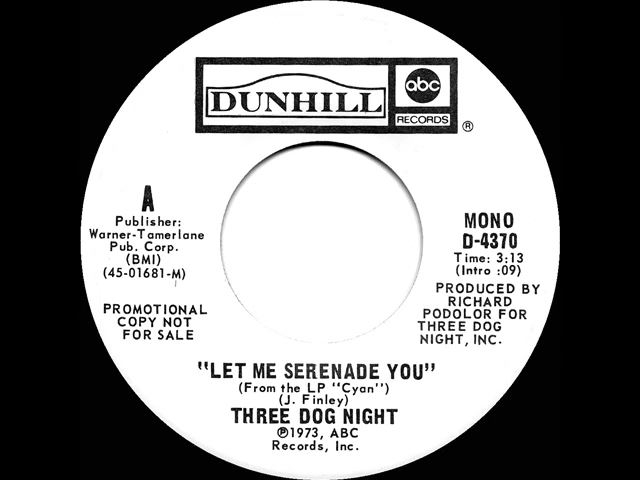 DUNHILL
abc
RECORDS
®
A
Publisher:
Warner-Tamerlane
Pub. Corp.
(BMI)
(45-01681-M)
PROMOTIONAL
COPY NOT
FOR SALE
MONO
D-4370
Time: 3:13
(Intro :09)
PRODUCED BY
RICHARD
PODOLOR FOR
THREE DOG
NIGHT, INC.
"LET ME SERENADE YOU"
(From the LP "Cyan")
(J. Finley)
THREE DOG NIGHT
℗1973, ABC
Records, Inc.